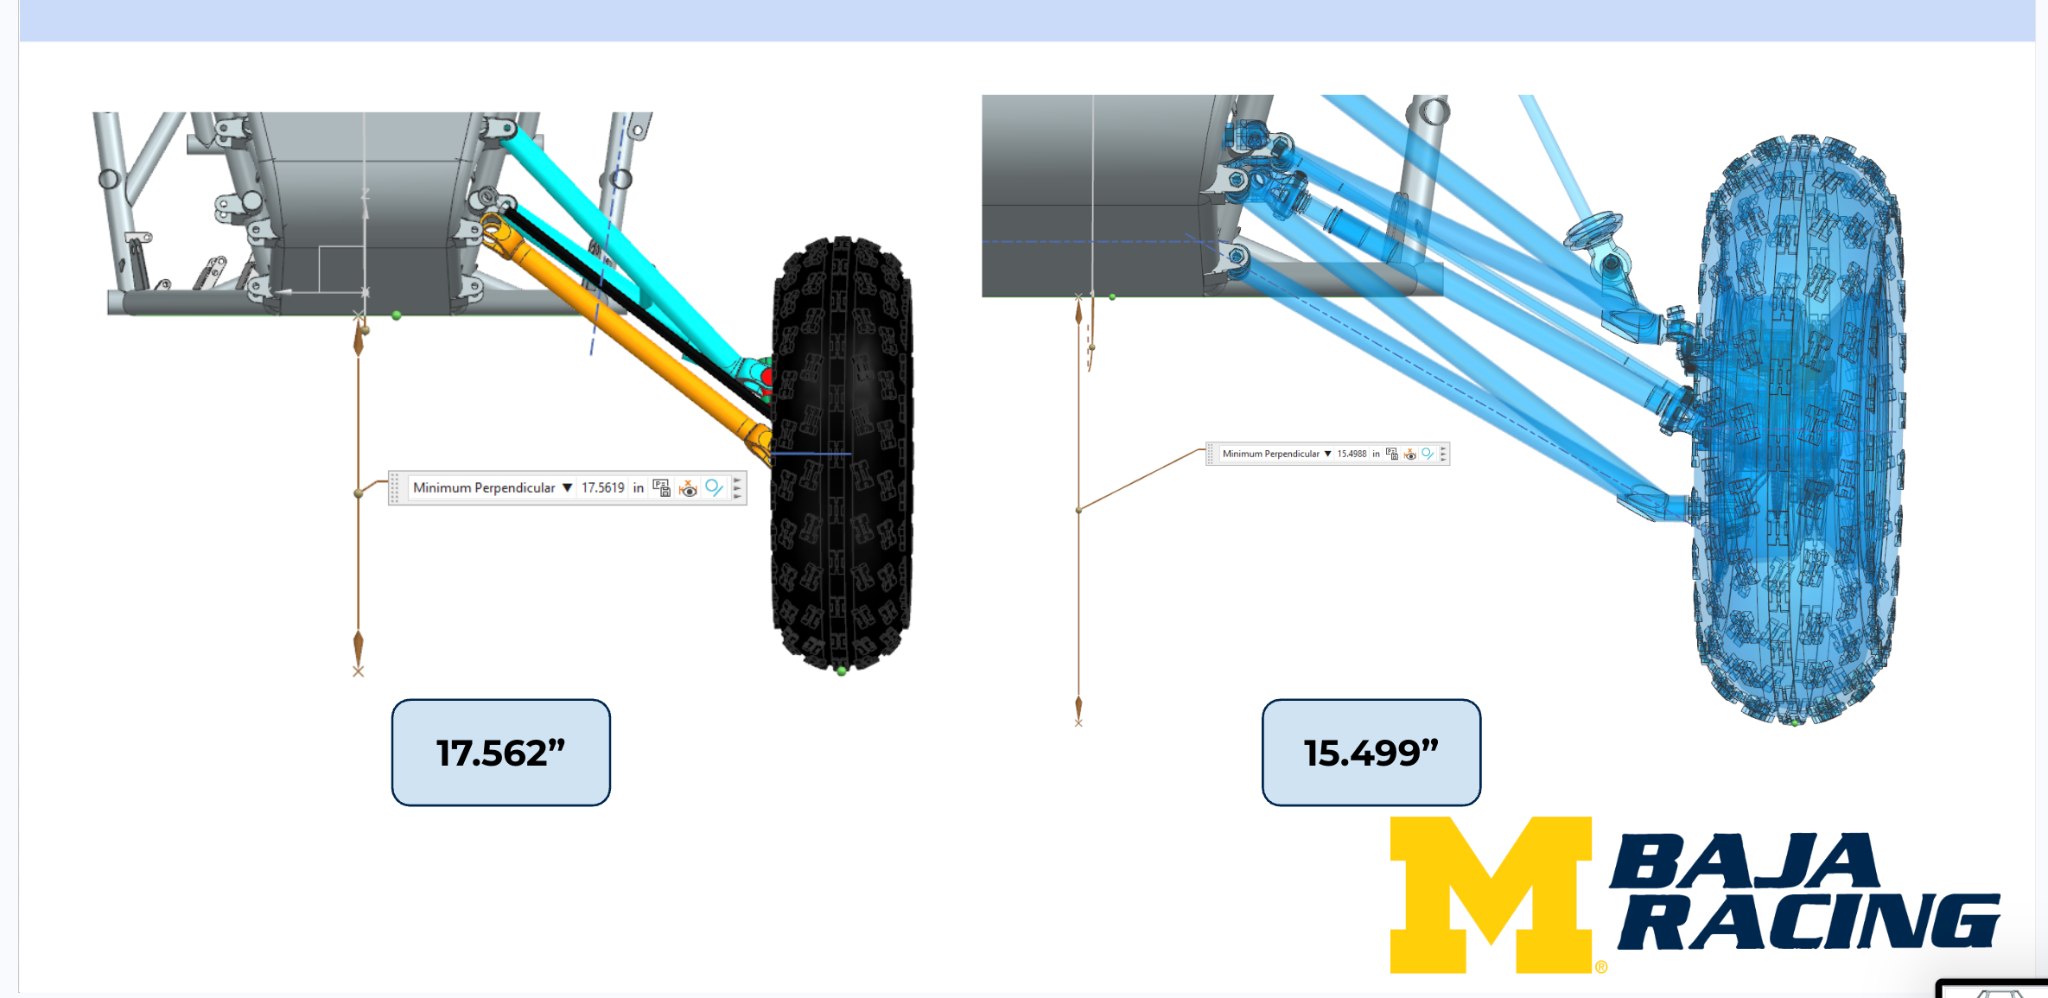 Minimum Perpendicular ▼ 17.5619 in
Minimum Perpendicular ▼ 15.4988 in
17.562”
15.499”
M ®
BAJA
RACING